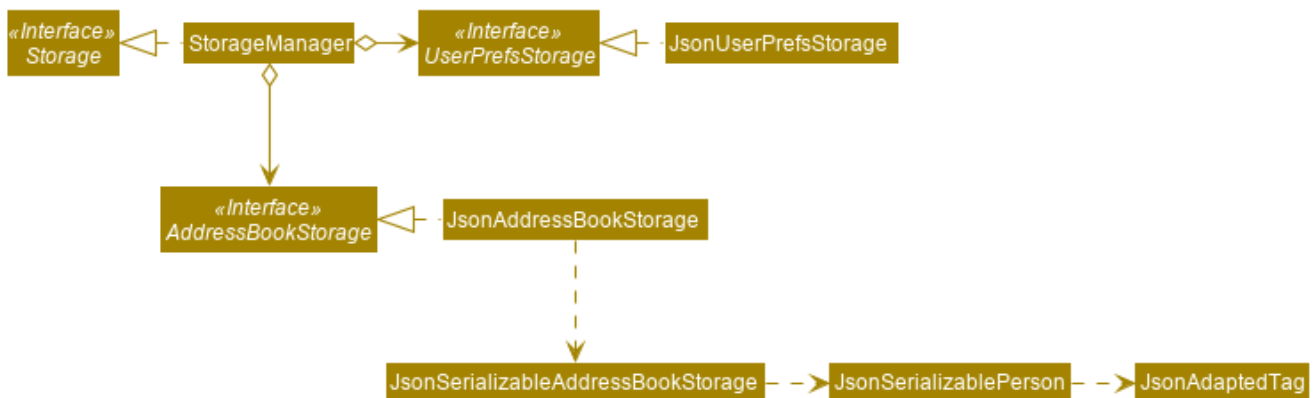 «Interface»
Storage
StorageManager
«Interface»
UserPrefsStorage
JsonUserPrefsStorage
«Interface»
AddressBookStorage
JsonAddressBookStorage
JsonSerializableAddressBookStorage
JsonSerializablePerson
JsonAdaptedTag